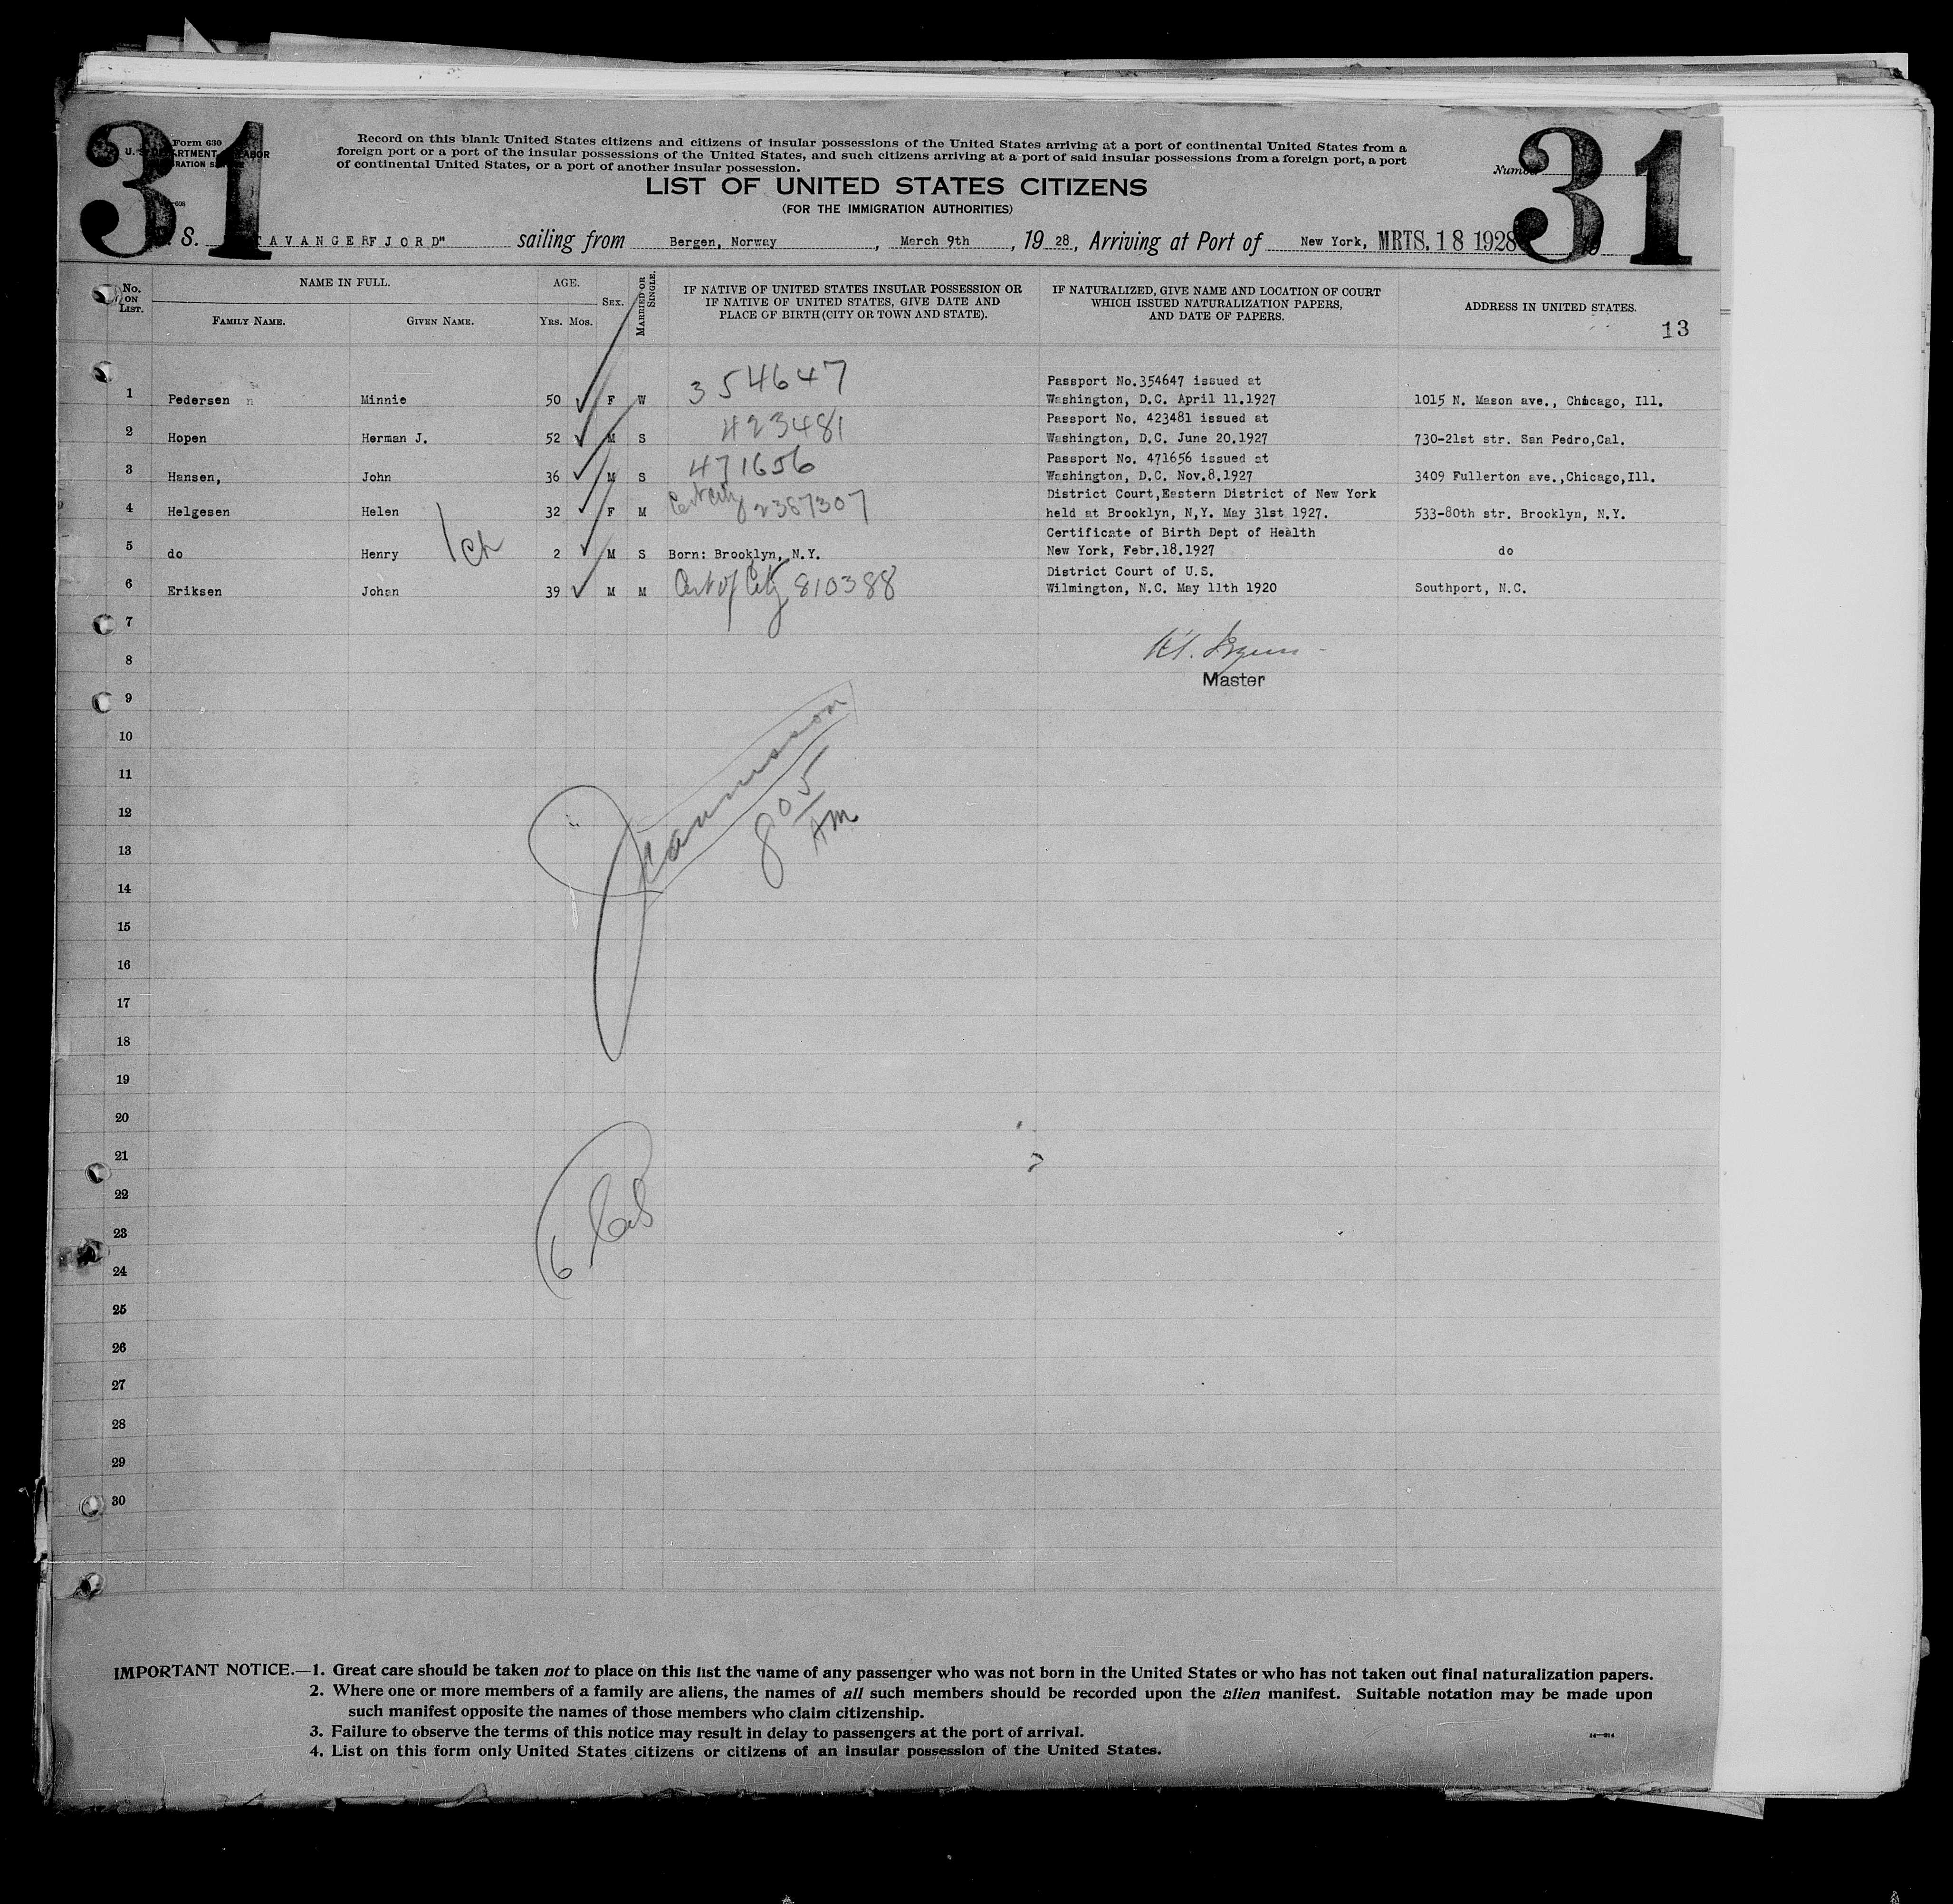 31
31
Form 630
U. S. DEPARTMENT LABOR
RATION
Record on this blank United States citizens and citizens of insular possessions of the United States arriving at a port of continental United States from a
foreign port or a port of the insular possessions of the United States, and such citizens arriving at a port of said insular possessions from a foreign port, a port
of continental United States, or a port of another insular possession.
LIST OF UNITED STATES CITIZENS
(FOR THE IMMIGRATION AUTHORITIES)
S. TAVANGERFJORD" sailing from Bergen, Norway, March 9th, 1928, Arriving at Port of New York, MRTS. 18 1928
No. ON LIST.
NAME IN FULL.
FAMILY NAME. GIVEN NAME.
AGE.
YRS. MOS.
SEX.
MARRIED OR SINGLE.
IF NATIVE OF UNITED STATES INSULAR POSSESSION OR
IF NATIVE OF UNITED STATES, GIVE DATE AND
PLACE OF BIRTH (CITY OR TOWN AND STATE).
IF NATURALIZED, GIVE NAME AND LOCATION OF COURT
WHICH ISSUED NATURALIZATION PAPERS,
AND DATE OF PAPERS.
ADDRESS IN UNITED STATES.
13
Passport No.354647 issued at
1 Pedersen Minnie 50 F W 354647 Washington, D.C. April 11.1927 1015 N. Mason ave., Chicago, Ill.
Passport No. 423481 issued at
2 Hopen Herman J. 52 M S 423481 Washington, D.C. June 20.1927 730-21st str. San Pedro,Cal.
Passport No. 471656 issued at
3 Hansen, John 36 M S 471656 Washington, D.C. Nov.8.1927 3409 Fullerton ave.,Chicago,Ill.
District Court,Eastern District of New York
4 Helgesen Helen 32 F M 2387307 held at Brooklyn, N,Y. May 31st 1927. 533-80th str. Brooklyn, N.Y.
Certificate of Birth Dept of Health
5 do Henry 2 M S Born: Brooklyn, N.Y. New York, Febr.18.1927 do
District Court of U.S.
6 Eriksen Johan 39 M M Cert of Citz 810388 Wilmington, N.C. May 11th 1920 Southport, N.C.
7
8
Master
9
10
11
12
805
AM
13
14
15
16
17
18
19
20
21
22
23
6
24
25
26
27
28
29
30
IMPORTANT NOTICE.—1. Great care should be taken not to place on this list the name of any passenger who was not born in the United States or who has not taken out final naturalization papers.
2. Where one or more members of a family are aliens, the names of all such members should be recorded upon the alien manifest. Suitable notation may be made upon
such manifest opposite the names of those members who claim citizenship.
3. Failure to observe the terms of this notice may result in delay to passengers at the port of arrival.
4. List on this form only United States citizens or citizens of an insular possession of the United States.